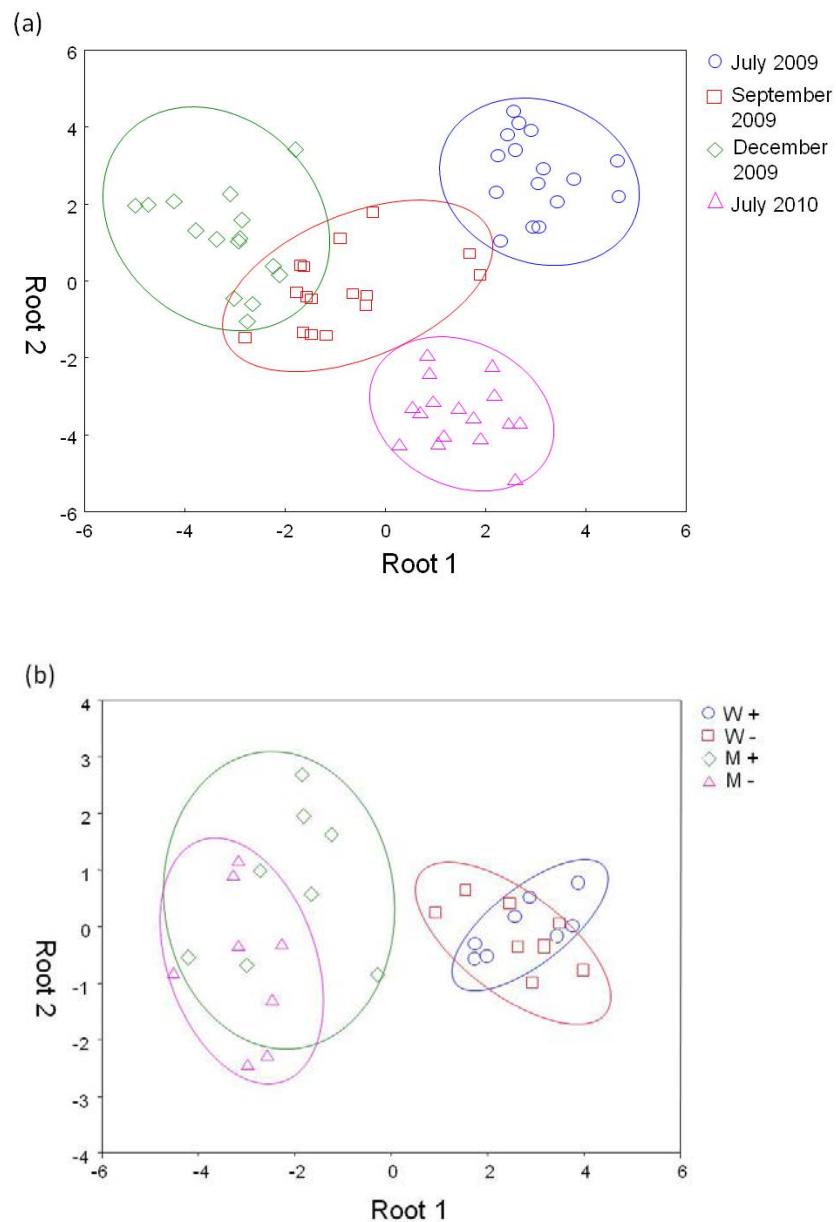 (a)
6
4
2
0
-2
-4
-6
Root 2
-6 -4 -2 0 2 4 6
Root 1
July 2009
September
2009
December
2009
July 2010
(b)
4
3
2
1
0
-1
-2
-3
-4
Root 2
-6 -4 -2 0 2 4 6
Root 1
W +
W -
M +
M -